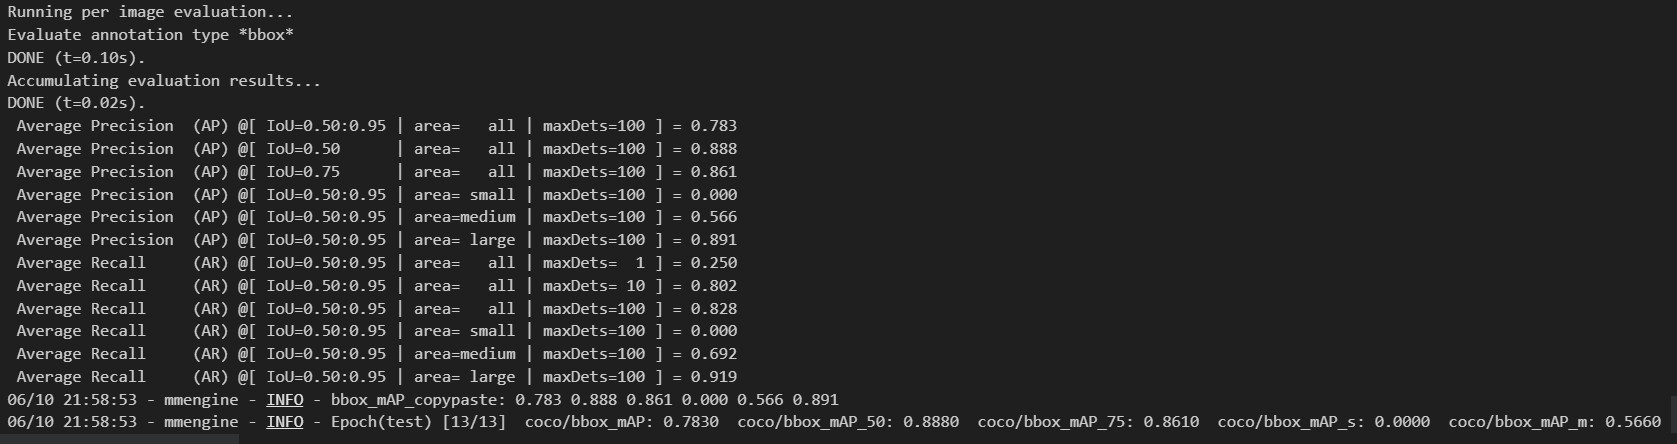 Running per image evaluation...
Evaluate annotation type *bbox*
DONE (t=0.10s).
Accumulating evaluation results...
DONE (t=0.02s).
 Average Precision  (AP) @[ IoU=0.50:0.95 | area=   all | maxDets=100 ] = 0.783
 Average Precision  (AP) @[ IoU=0.50      | area=   all | maxDets=100 ] = 0.888
 Average Precision  (AP) @[ IoU=0.75      | area=   all | maxDets=100 ] = 0.861
 Average Precision  (AP) @[ IoU=0.50:0.95 | area= small | maxDets=100 ] = 0.000
 Average Precision  (AP) @[ IoU=0.50:0.95 | area=medium | maxDets=100 ] = 0.566
 Average Precision  (AP) @[ IoU=0.50:0.95 | area= large | maxDets=100 ] = 0.891
 Average Recall     (AR) @[ IoU=0.50:0.95 | area=   all | maxDets=  1 ] = 0.250
 Average Recall     (AR) @[ IoU=0.50:0.95 | area=   all | maxDets= 10 ] = 0.802
 Average Recall     (AR) @[ IoU=0.50:0.95 | area=   all | maxDets=100 ] = 0.828
 Average Recall     (AR) @[ IoU=0.50:0.95 | area= small | maxDets=100 ] = 0.000
 Average Recall     (AR) @[ IoU=0.50:0.95 | area=medium | maxDets=100 ] = 0.692
 Average Recall     (AR) @[ IoU=0.50:0.95 | area= large | maxDets=100 ] = 0.919
06/10 21:58:53 - mmengine - INFO - bbox_mAP_copypaste: 0.783 0.888 0.861 0.000 0.566 0.891
06/10 21:58:53 - mmengine - INFO - Epoch(test) [13/13]  coco/bbox_mAP: 0.7830  coco/bbox_mAP_50: 0.8880  coco/bbox_mAP_75: 0.8610  coco/bbox_mAP_s: 0.0000  coco/bbox_mAP_m: 0.5660